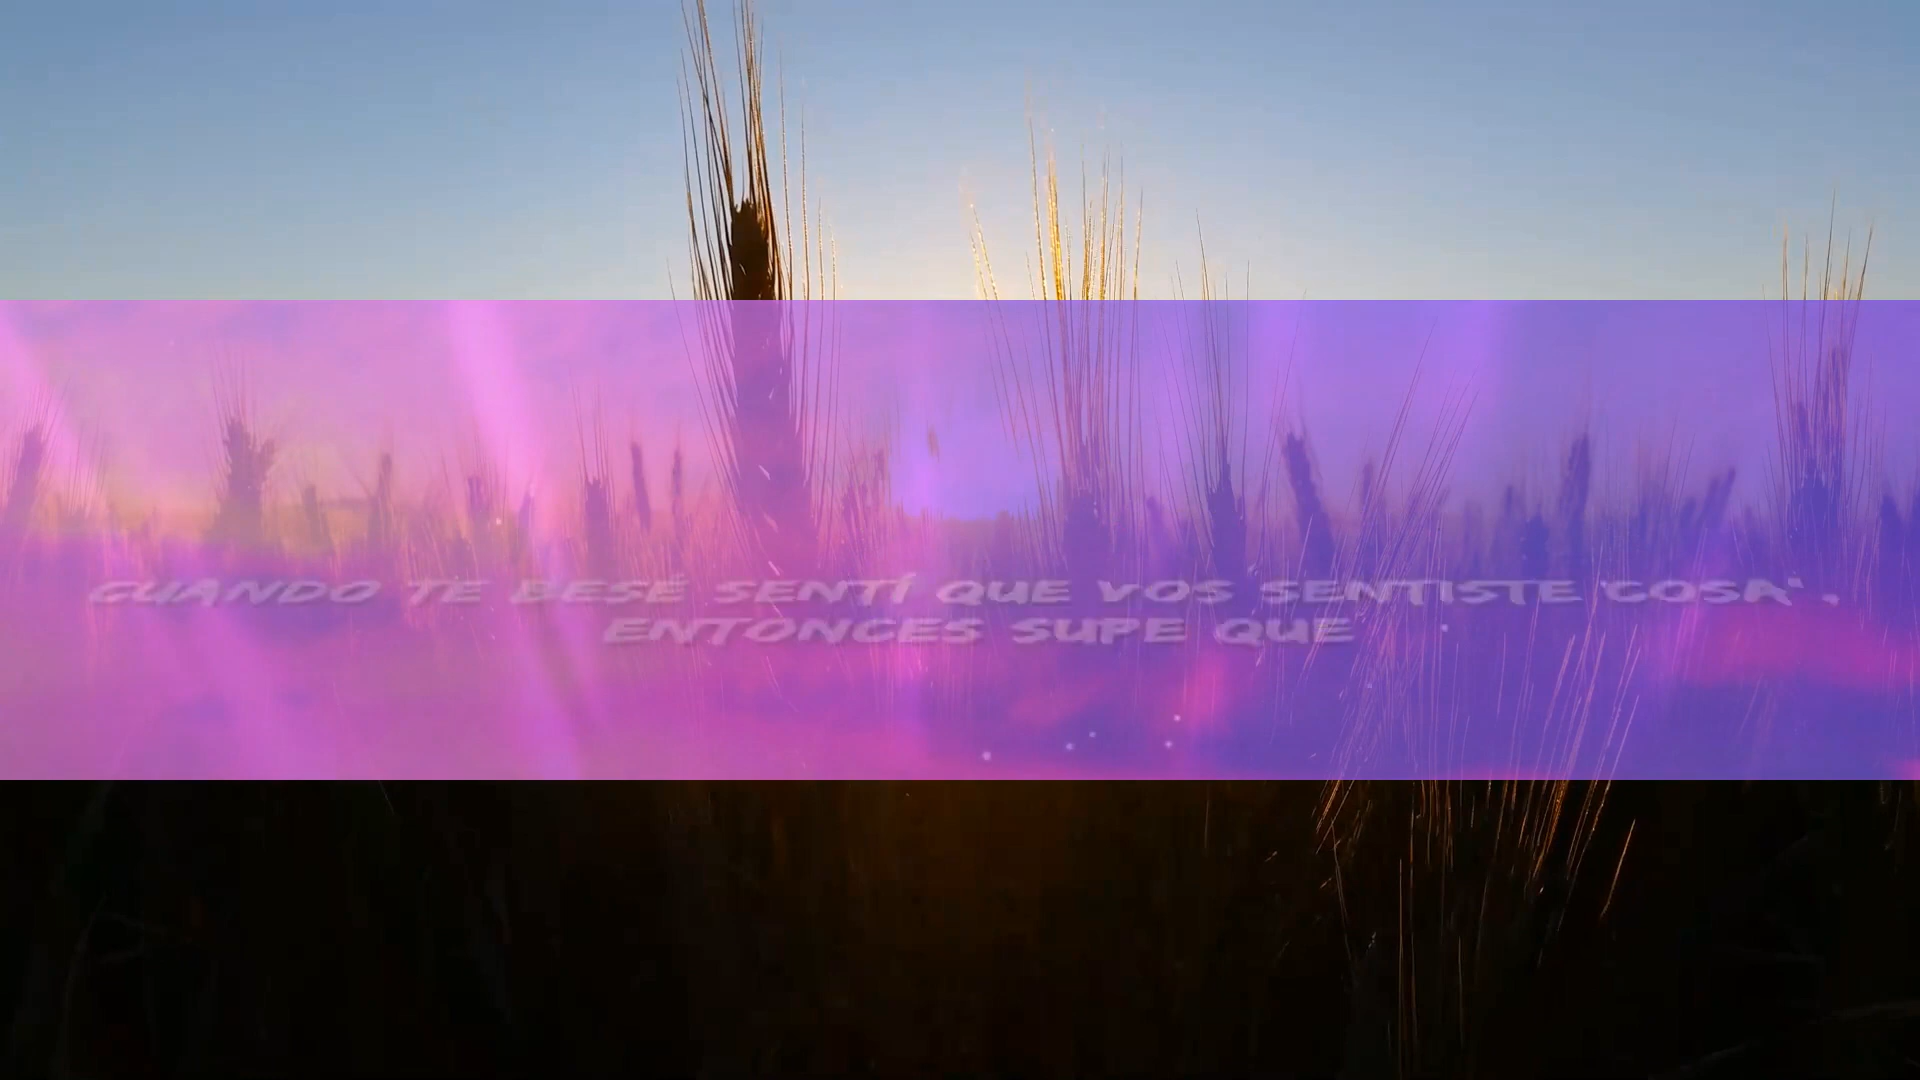 CUANDO TE BESÉ SENTÍ QUE VOS SENTISTE "COSA",
ENTONCES SUPE QUE